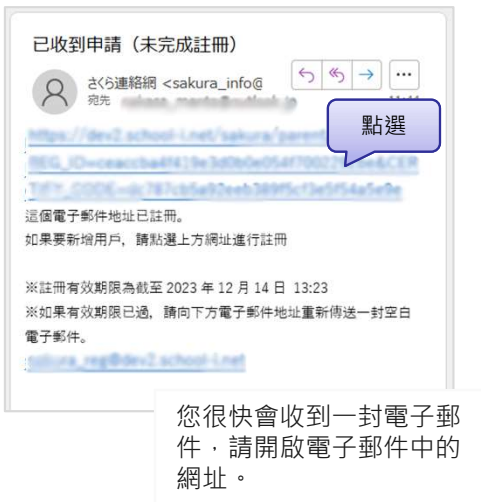 已收到申請（未完成註冊）
さくら連絡網 <sakura_info@
宛先
點選
這個電子郵件地址已註冊。
如果要新增用戶，請點選上方網址進行註冊
※註冊有效期限為截至 2023 年 12 月 14 日 13:23
※如果有效期限已過，請向下方電子郵件地址重新傳送一封空白
電子郵件。
您很快會收到一封電子郵
件，請開啟電子郵件中的
網址。